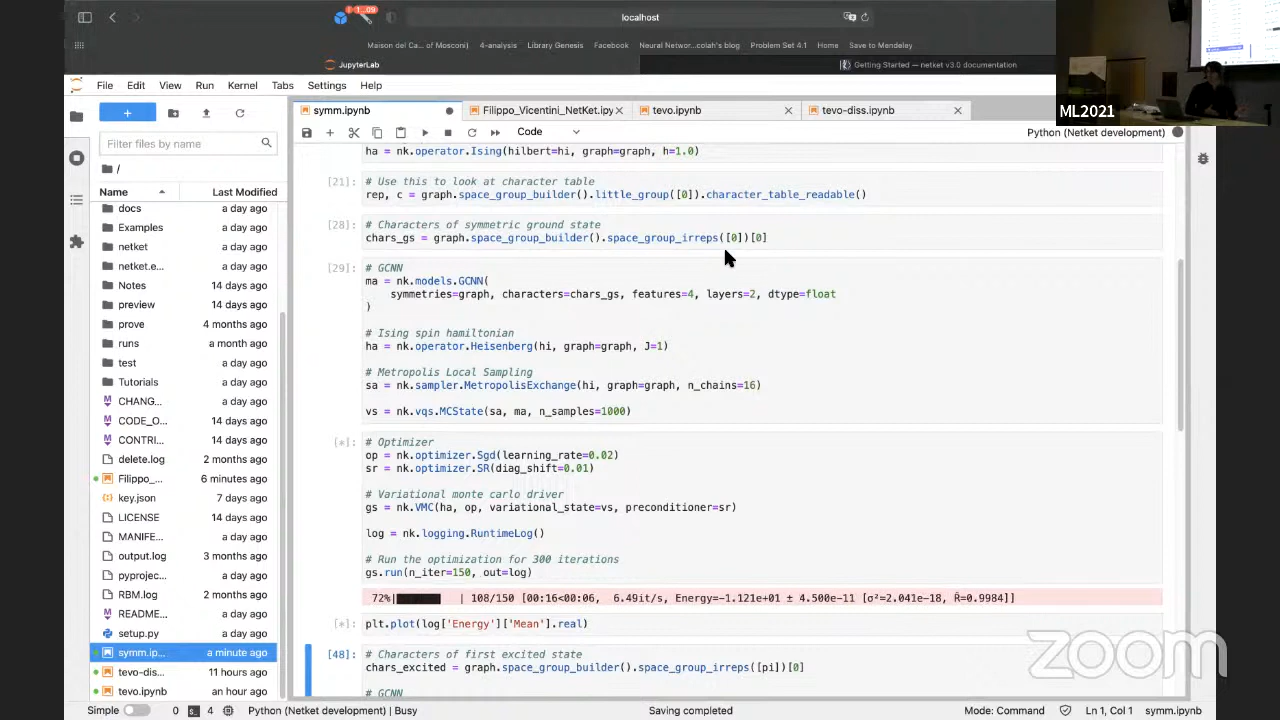 localhost
Maison del Ca... of Mosconi)
4-analysis
Library Genesis
Facebook
Neural Networ...colah's blog
Problem Set 4.1
Home
Save to Mendeley
JupyterLab
Getting Started — netket v3.0 documentation
File Edit View Run Kernel Tabs Settings Help
ML2021
symm.ipynb
Filippo_Vicentini_NetKet.ipy
tevo.ipynb
tevo-diss.ipynb
Code
Python (Netket development)
Filter files by name
/
Name Last Modified
docs a day ago
Examples a day ago
netket a day ago
netket.e... a day ago
Notes 14 days ago
preview 14 days ago
prove 4 months ago
runs a month ago
test a day ago
Tutorials a day ago
CHANG... a day ago
CODE_O... 14 days ago
CONTRI... 14 days ago
delete.log 2 months ago
Filippo_... 6 minutes ago
key.json 7 days ago
LICENSE 14 days ago
MANIFE... a day ago
output.log 3 months ago
pyprojec... a day ago
RBM.log 2 months ago
README... a day ago
setup.py a day ago
symm.ip... a minute ago
tevo-dis... 11 hours ago
tevo.ipynb an hour ago
ha = nk.operator.Ising(hilbert=hi, graph=graph, h=1.0)
[21]: # Use this to look at character table
rep, c = graph.space_group_builder().little_group([0]).character_table_readable()
[28]: # Characters of symmetric ground state
chars_gs = graph.space_group_builder().space_group_irreps([0])[0]
[29]: # GCNN
ma = nk.models.GCNN(
symmetries=graph, characters=chars_gs, features=4, layers=2, dtype=float
)
# Ising spin hamiltonian
ha = nk.operator.Heisenberg(hi, graph=graph, J=1)
# Metropolis Local Sampling
sa = nk.sampler.MetropolisExchange(hi, graph=graph, n_chains=16)
vs = nk.vqs.MCState(sa, ma, n_samples=1000)
[*]: # Optimizer
op = nk.optimizer.Sgd(learning_rate=0.02)
sr = nk.optimizer.SR(diag_shift=0.01)
# Variational monte carlo driver
gs = nk.VMC(ha, op, variational_state=vs, preconditioner=sr)
log = nk.logging.RuntimeLog()
# Run the optimization for 300 iterations
gs.run(n_iter=150, out=log)
72%| | 108/150 [00:16<00:06, 6.49it/s, Energy=-1.121e+01 ± 4.500e-11 [σ²=2.041e-18, R̂=0.9984]]
[*]: plt.plot(log['Energy']['Mean'].real)
[48]: # Characters of first excited state
chars_excited = graph.space_group_builder().space_group_irreps([pi])[0]
# GCNN
zoom
Simple 0 4 Python (Netket development) | Busy Saving completed Mode: Command Ln 1, Col 1 symm.ipynb